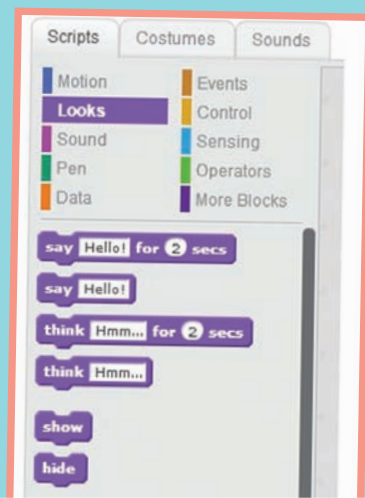 Scripts Costumes Sounds
Motion Events
Looks Control
Sound Sensing
Pen Operators
Data More Blocks
say Hello! for 2 secs
say Hello!
think Hmm... for 2 secs
think Hmm...
show
hide